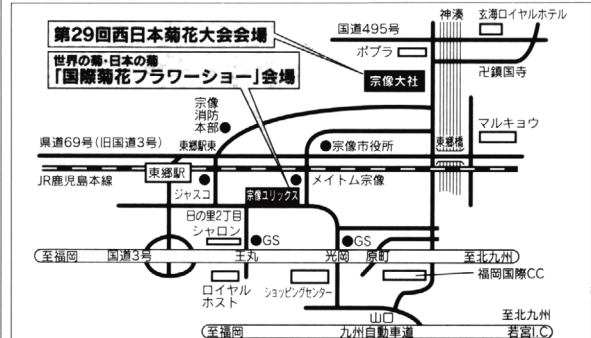 第29回西日本菊花大会会場
世界の菊・日本の菊
「国際菊花フラワーショー」会場
国道495号
神湊
玄海ロイヤルホテル
ポプラ
宗像大社
卍鎮国寺
宗像
消防
本部
東郷駅東
県道69号(旧国道3号)
宗像市役所
東郷橋
マルキョウ
東郷駅
JR鹿児島本線
ジャスコ
宗像ユリックス
メイトム宗像
日の里2丁目
シャロン
GS
GS
至福岡
国道3号
王丸
光岡
原町
至北九州
ロイヤル
ホスト
ショッピングセンター
福岡国際CC
山口
至北九州
至福岡
九州自動車道
若宮I.C